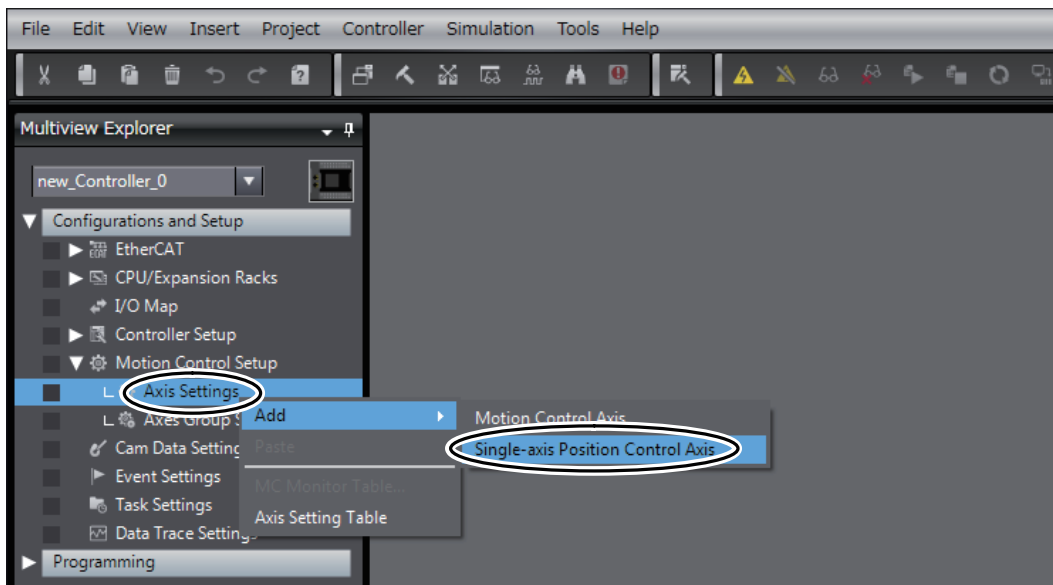 File Edit View Insert Project Controller Simulation Tools Help
Multiview Explorer
new_Controller_0
Configurations and Setup
EtherCAT
CPU/Expansion Racks
I/O Map
Controller Setup
Motion Control Setup
Axis Settings
Axes Group
Cam Data Setting
Event Settings
Task Settings
Data Trace Settings
Programming
Add
Paste
MC Monitor Table...
Axis Setting Table
Motion Control Axis
Single-axis Position Control Axis